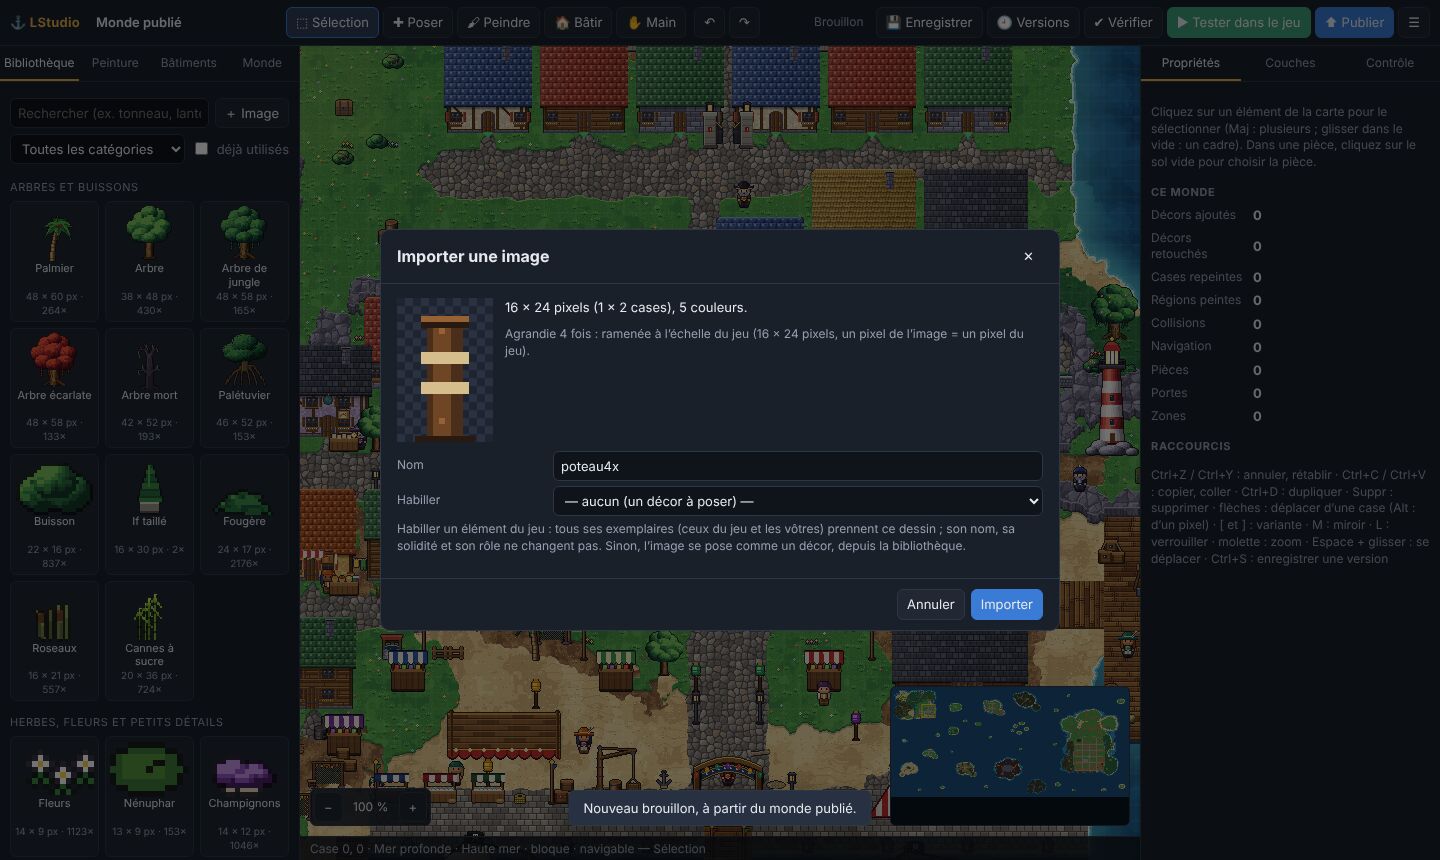 ⚓ LStudio Monde publié
Sélection Poser Peindre Bâtir Main
Brouillon Enregistrer Versions Vérifier Tester dans le jeu Publier
Bibliothèque Peinture Bâtiments Monde
Rechercher (ex. tonneau, lante
+ Image
Toutes les catégories
déjà utilisés
ARBRES ET BUISSONS
Palmier
48 × 60 px ·
264×
Arbre
38 × 48 px ·
430×
Arbre de
jungle
48 × 58 px ·
165×
Arbre écarlate
48 × 58 px ·
133×
Arbre mort
42 × 52 px ·
193×
Palétuvier
46 × 52 px ·
153×
Buisson
22 × 16 px ·
837×
If taillé
16 × 30 px · 2×
Fougère
24 × 17 px ·
2176×
Roseaux
16 × 21 px ·
557×
Cannes à
sucre
20 × 36 px ·
724×
HERBES, FLEURS ET PETITS DÉTAILS
Fleurs
14 × 9 px · 1123×
Nénuphar
13 × 9 px · 153×
Champignons
14 × 12 px ·
1046×
Importer une image ×
16 × 24 pixels (1 × 2 cases), 5 couleurs.
Agrandie 4 fois : ramenée à l’échelle du jeu (16 × 24 pixels, un pixel de l’image = un pixel du
jeu).
Nom poteau4x
Habiller — aucun (un décor à poser) —
Habiller un élément du jeu : tous ses exemplaires (ceux du jeu et les vôtres) prennent ce dessin ; son nom, sa
solidité et son rôle ne changent pas. Sinon, l’image se pose comme un décor, depuis la bibliothèque.
Annuler Importer
− 100 % +
Nouveau brouillon, à partir du monde publié.
Case 0, 0 · Mer profonde · Haute mer · bloque · navigable — Sélection
Propriétés Couches Contrôle
Cliquez sur un élément de la carte pour le
sélectionner (Maj : plusieurs ; glisser dans le
vide : un cadre). Dans une pièce, cliquez sur le
sol vide pour choisir la pièce.
CE MONDE
Décors ajoutés 0
Décors
retouchés 0
Cases repeintes 0
Régions peintes 0
Collisions 0
Navigation 0
Pièces 0
Portes 0
Zones 0
RACCOURCIS
Ctrl+Z / Ctrl+Y : annuler, rétablir · Ctrl+C / Ctrl+V
: copier, coller · Ctrl+D : dupliquer · Suppr :
supprimer · flèches : déplacer d’une case (Alt :
d’un pixel) · [ et ] : variante · M : miroir · L :
verrouiller · molette : zoom · Espace + glisser : se
déplacer · Ctrl+S : enregistrer une version